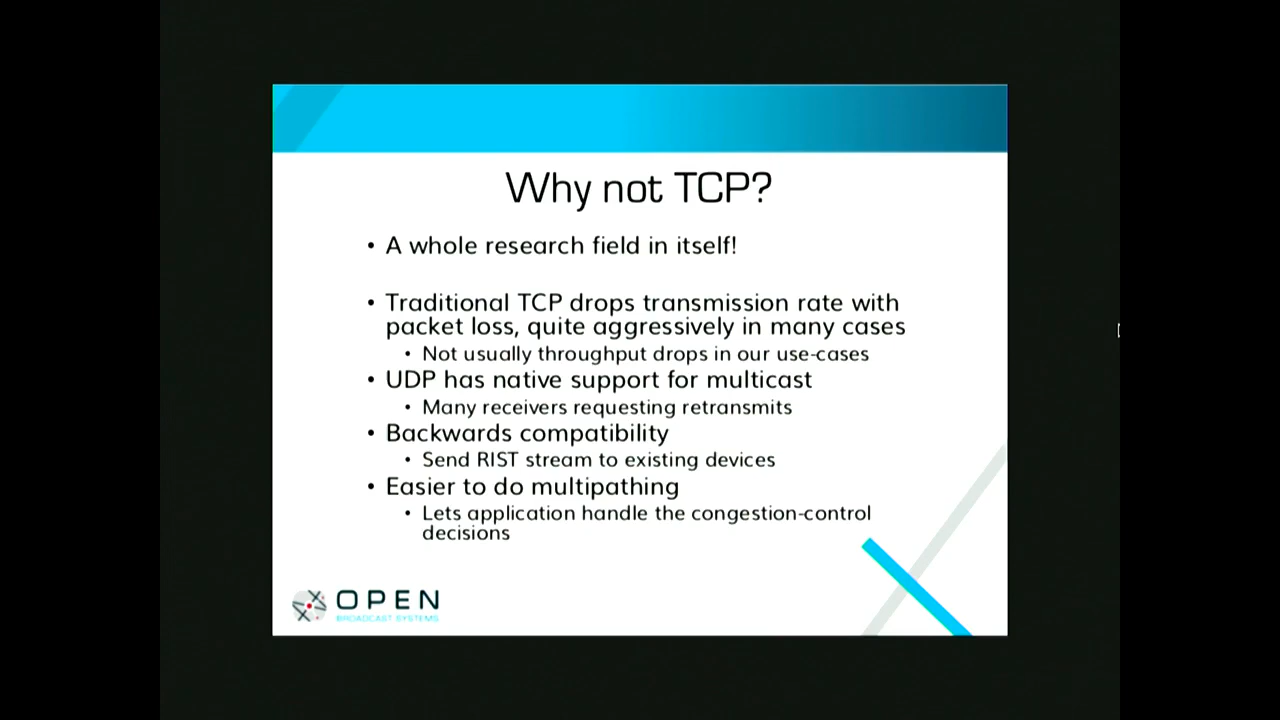 Why not TCP?
• A whole research field in itself!
• Traditional TCP drops transmission rate with
packet loss, quite aggressively in many cases
• Not usually throughput drops in our use-cases
• UDP has native support for multicast
• Many receivers requesting retransmits
• Backwards compatibility
• Send RIST stream to existing devices
• Easier to do multipathing
• Lets application handle the congestion-control
decisions
OPEN
BROADCAST SYSTEMS